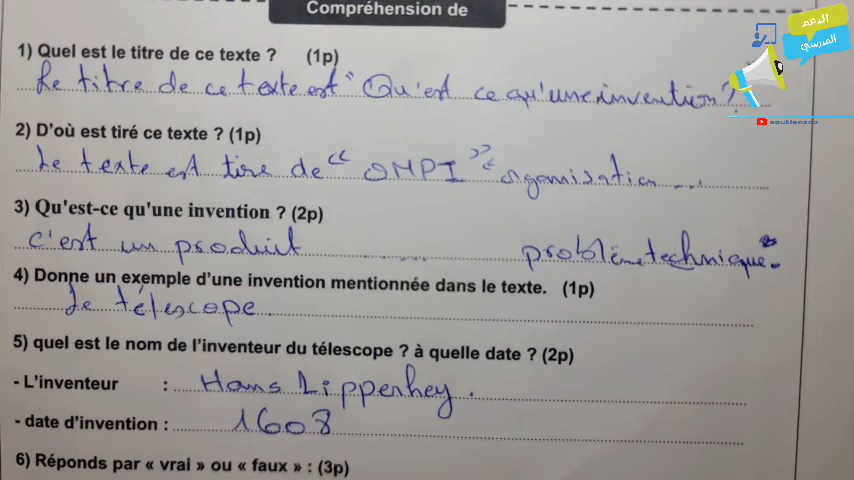 Compréhension de
الدعم
المدرسي
soutiensco
1) Quel est le titre de ce texte ? (1p)
Le titre de ce texte est " Qu'est ce qu'une invention ?
2) D'où est tiré ce texte ? (1p)
Le texte est tire de « OMPI » « organisation ....
3) Qu'est-ce qu'une invention ? (2p)
c'est un produit ........ problème technique.
4) Donne un exemple d'une invention mentionnée dans le texte. (1p)
Le télescope
5) quel est le nom de l'inventeur du télescope ? à quelle date ? (2p)
- L'inventeur : Hans Lipperhey.
- date d'invention : 1608
6) Réponds par « vrai » ou « faux » : (3p)